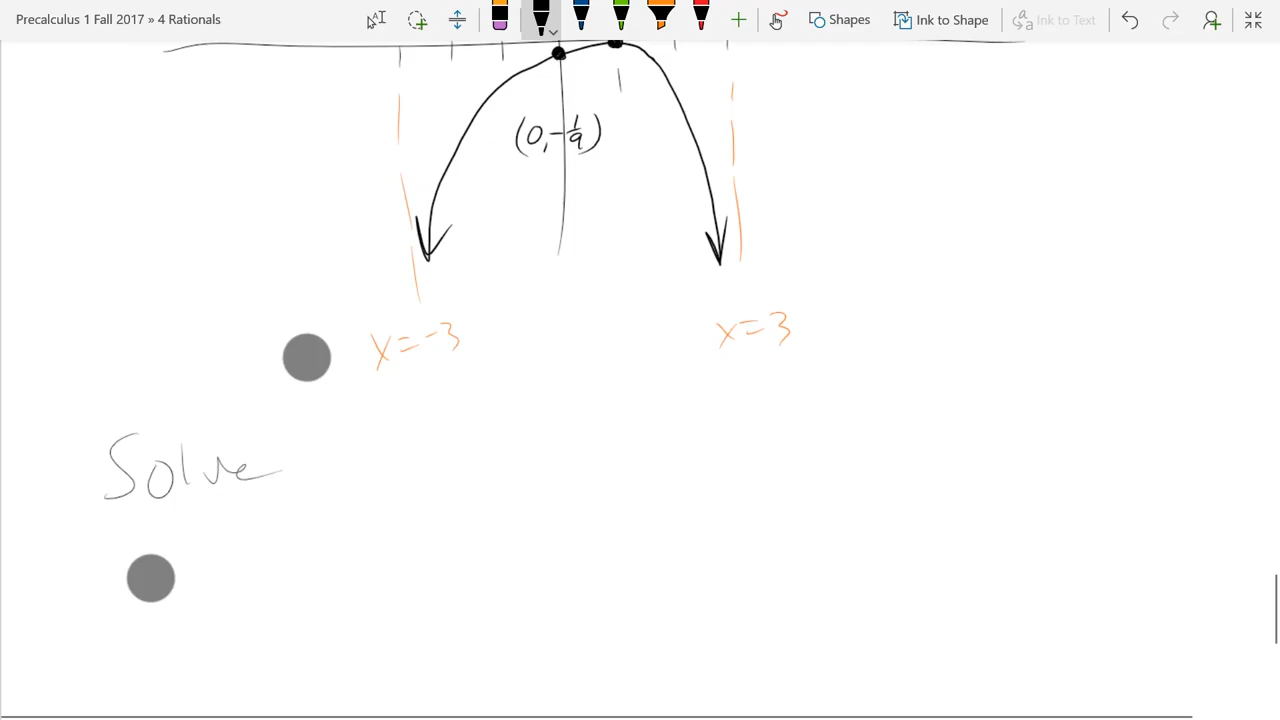 Precalculus 1 Fall 2017 » 4 Rationals
Shapes
Ink to Shape
Ink to Text
1
(0,-1/9)
x=-3
x=3
Solve